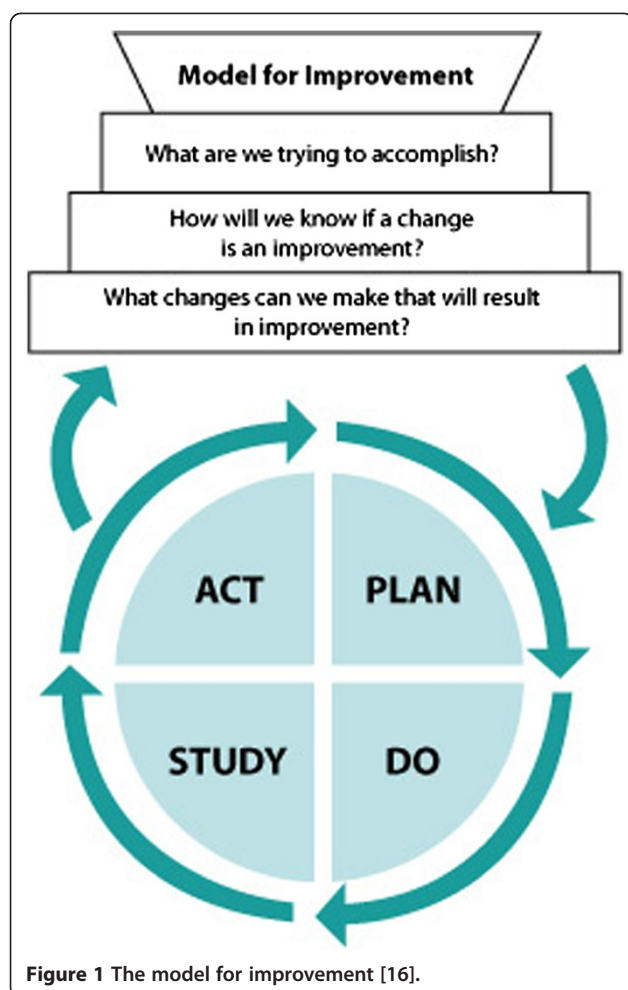 Model for Improvement
What are we trying to accomplish?
How will we know if a change
is an improvement?
What changes can we make that will result
in improvement?
ACT PLAN
STUDY DO
Figure 1 The model for improvement [16].